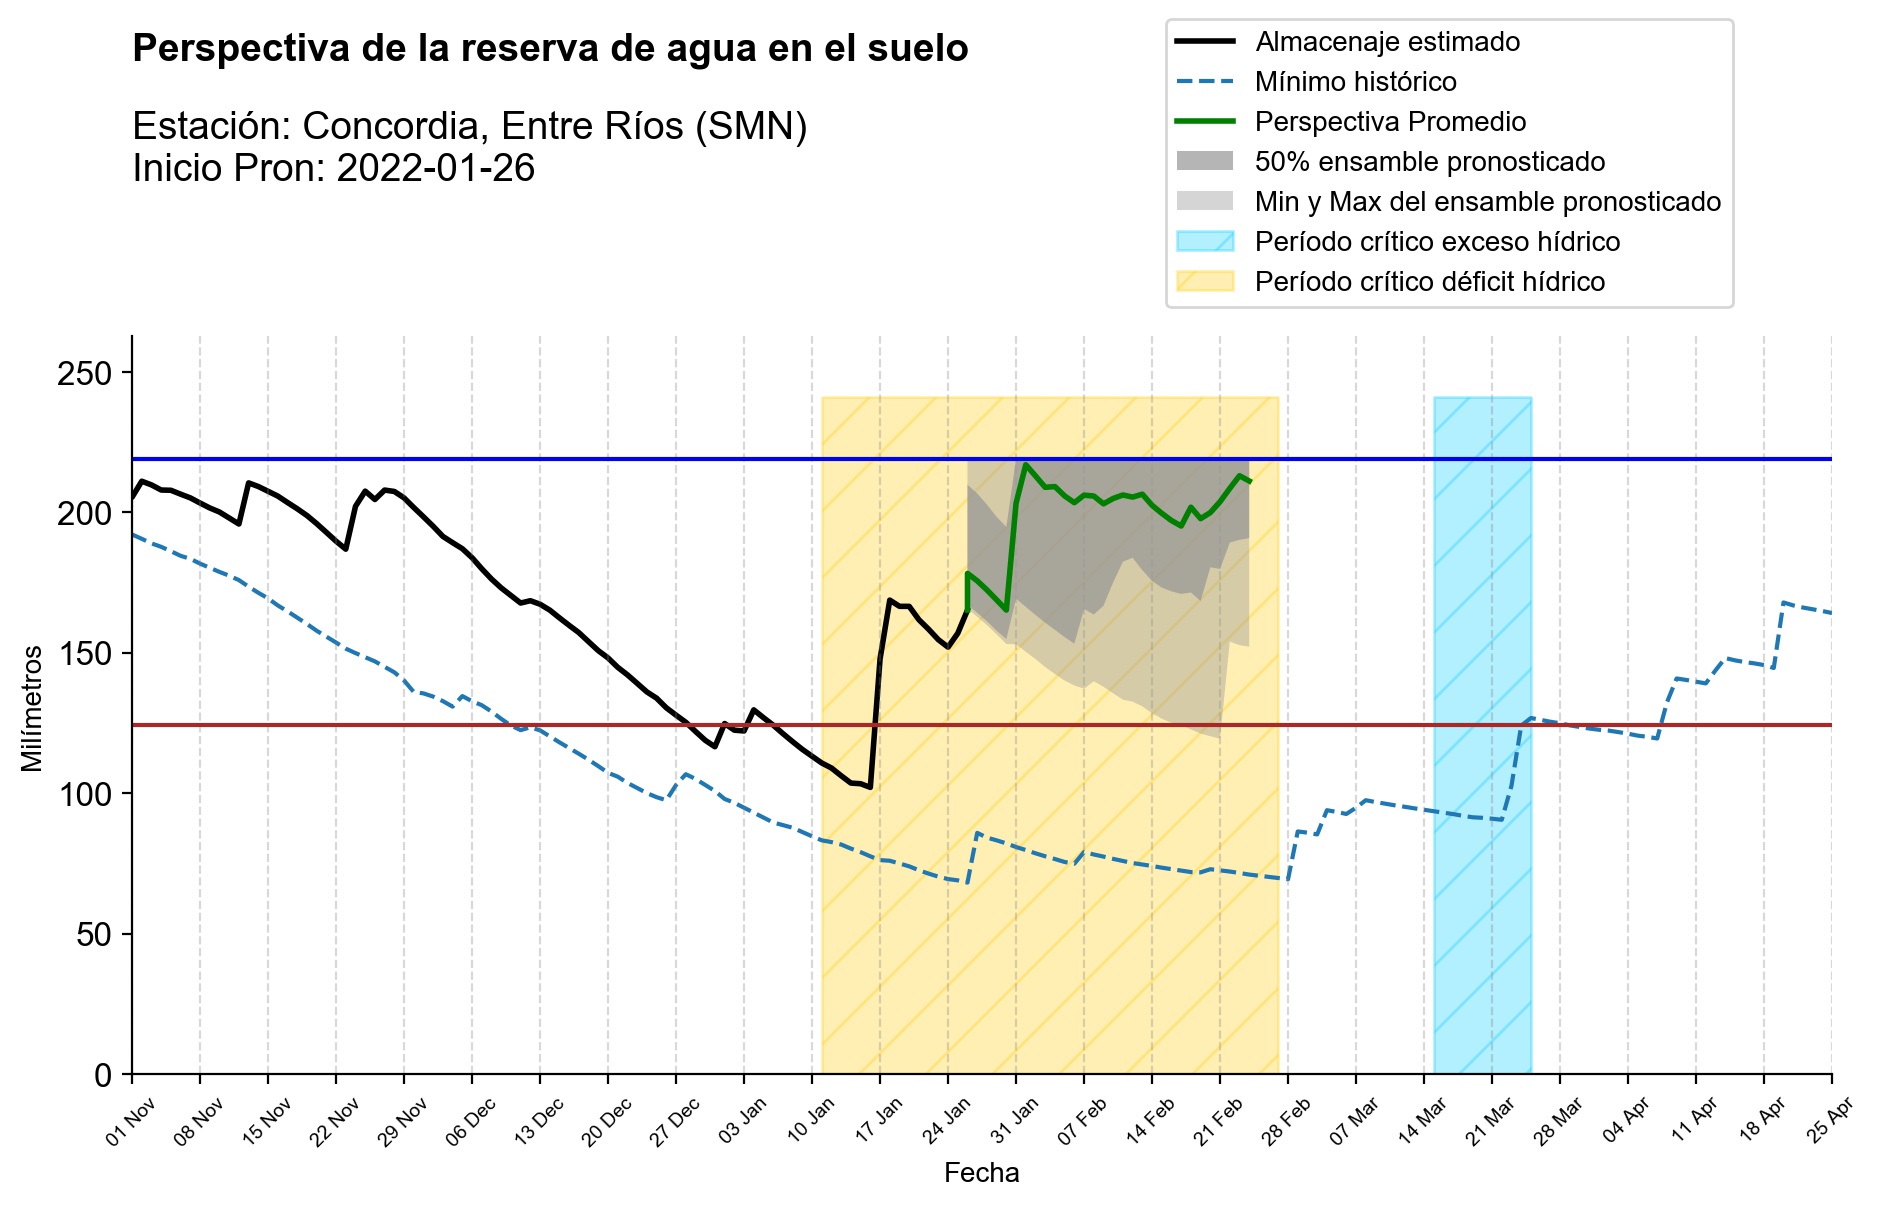 Perspectiva de la reserva de agua en el suelo
Estación: Concordia, Entre Ríos (SMN)
Inicio Pron: 2022-01-26
Almacenaje estimado
Mínimo histórico
Perspectiva Promedio
50% ensamble pronosticado
Min y Max del ensamble pronosticado
Período crítico exceso hídrico
Período crítico déficit hídrico
Milímetros
250
200
150
100
50
0
01 Nov
08 Nov
15 Nov
22 Nov
29 Nov
06 Dec
13 Dec
20 Dec
27 Dec
03 Jan
10 Jan
17 Jan
24 Jan
31 Jan
07 Feb
14 Feb
21 Feb
28 Feb
07 Mar
14 Mar
21 Mar
28 Mar
04 Apr
11 Apr
18 Apr
25 Apr
Fecha